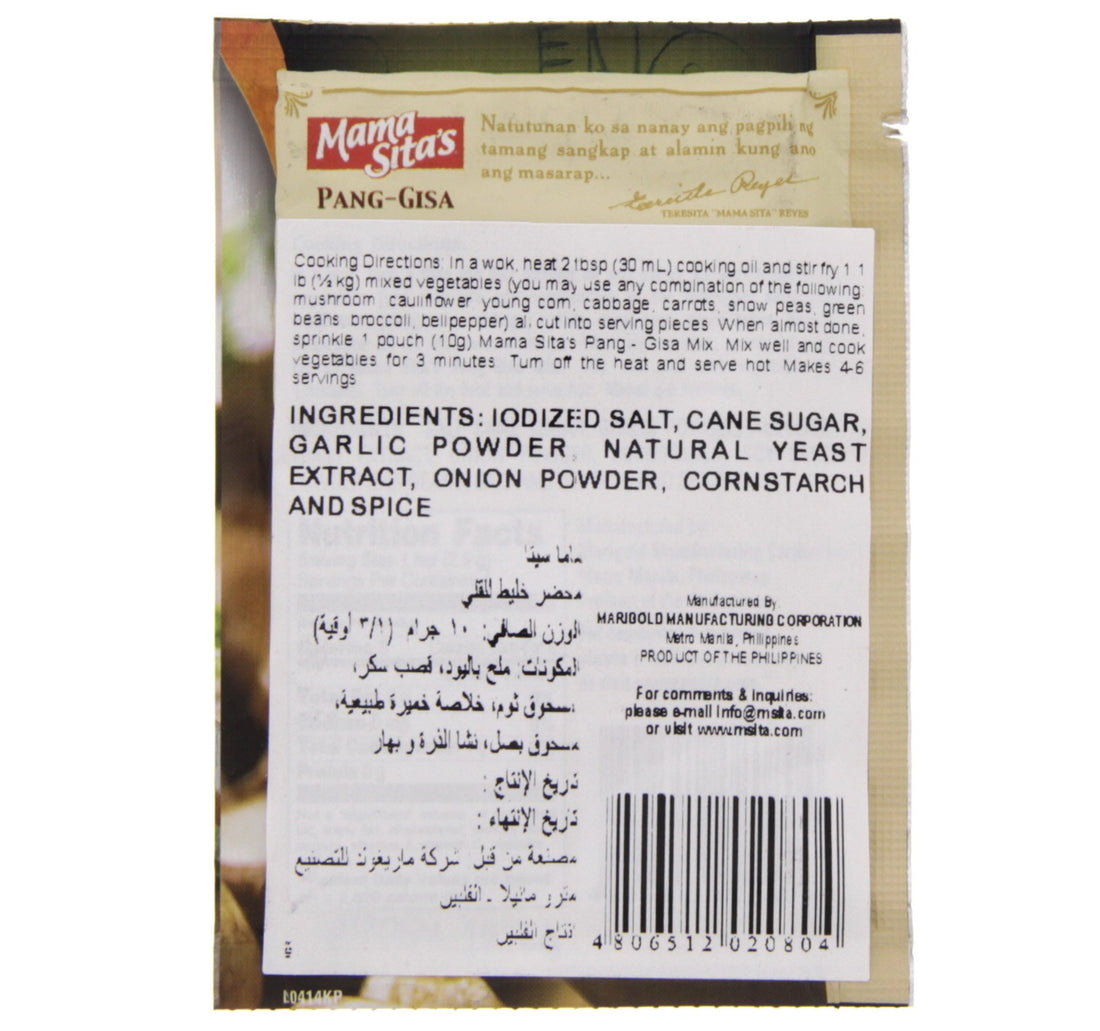 Mama Sita's
PANG-GISA
Natutunan ko sa nanay ang pagpili ng
tamang sangkap at alamin kung ano
ang masarap...
Teresita Reyes
TERESITA "MAMA SITA" REYES
Cooking Directions: In a wok, heat 2 tbsp (30 mL) cooking oil and stir fry 1.1
lb (½ kg) mixed vegetables (you may use any combination of the following:
mushroom, cauliflower, young corn, cabbage, carrots, snow peas, green
beans, broccoli, bellpepper) all cut into serving pieces. When almost done,
sprinkle 1 pouch (10g) Mama Sita's Pang - Gisa Mix. Mix well and cook
vegetables for 3 minutes. Turn off the heat and serve hot. Makes 4-6
servings
INGREDIENTS: IODIZED SALT, CANE SUGAR,
GARLIC POWDER, NATURAL YEAST
EXTRACT, ONION POWDER, CORNSTARCH
AND SPICE
ماما سيتا
محضر خليط للقلي
الوزن الصافي: ١٠ جرام (٣/١ أوقية)
المكونات: ملح باليود، قصب سكر،
مسحوق ثوم، خلاصة خميرة طبيعية،
مسحوق بصل، نشا الذرة و بهار
تاريخ الإنتاج :
تاريخ الإنتهاء :
مصنعة من قبل: شركة ماريغولد للتصنيع
مترو مانيلا - الفلبين
إنتاج الفلبين
Manufactured By:
MARIGOLD MANUFACTURING CORPORATION
Metro Manila, Philippines
PRODUCT OF THE PHILIPPINES
For comments & Inquiries:
please e-mail Info@msita.com
or visit www.msita.com
4 806512 020804
L0414KP